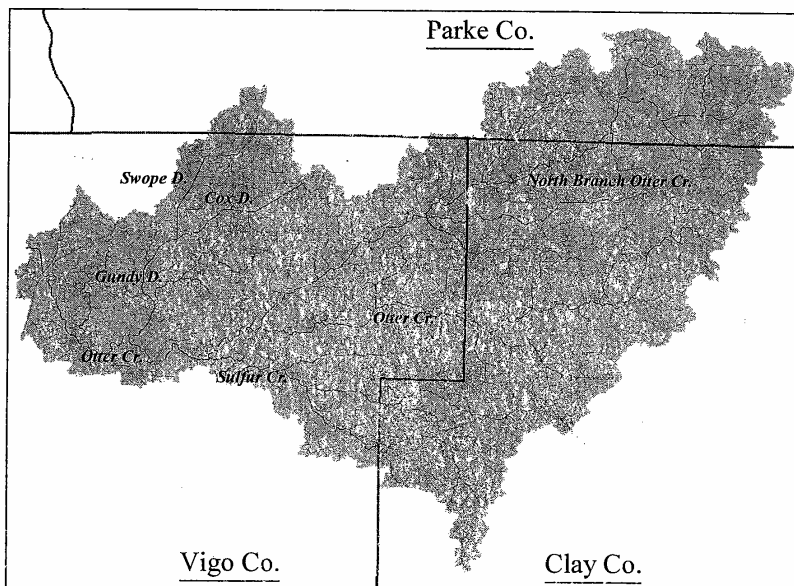 Parke Co.
Swope D.
Cox D.
North Branch Otter Cr.
Gundy D.
Otter Cr.
Otter Cr.
Sulfur Cr.
Vigo Co.
Clay Co.